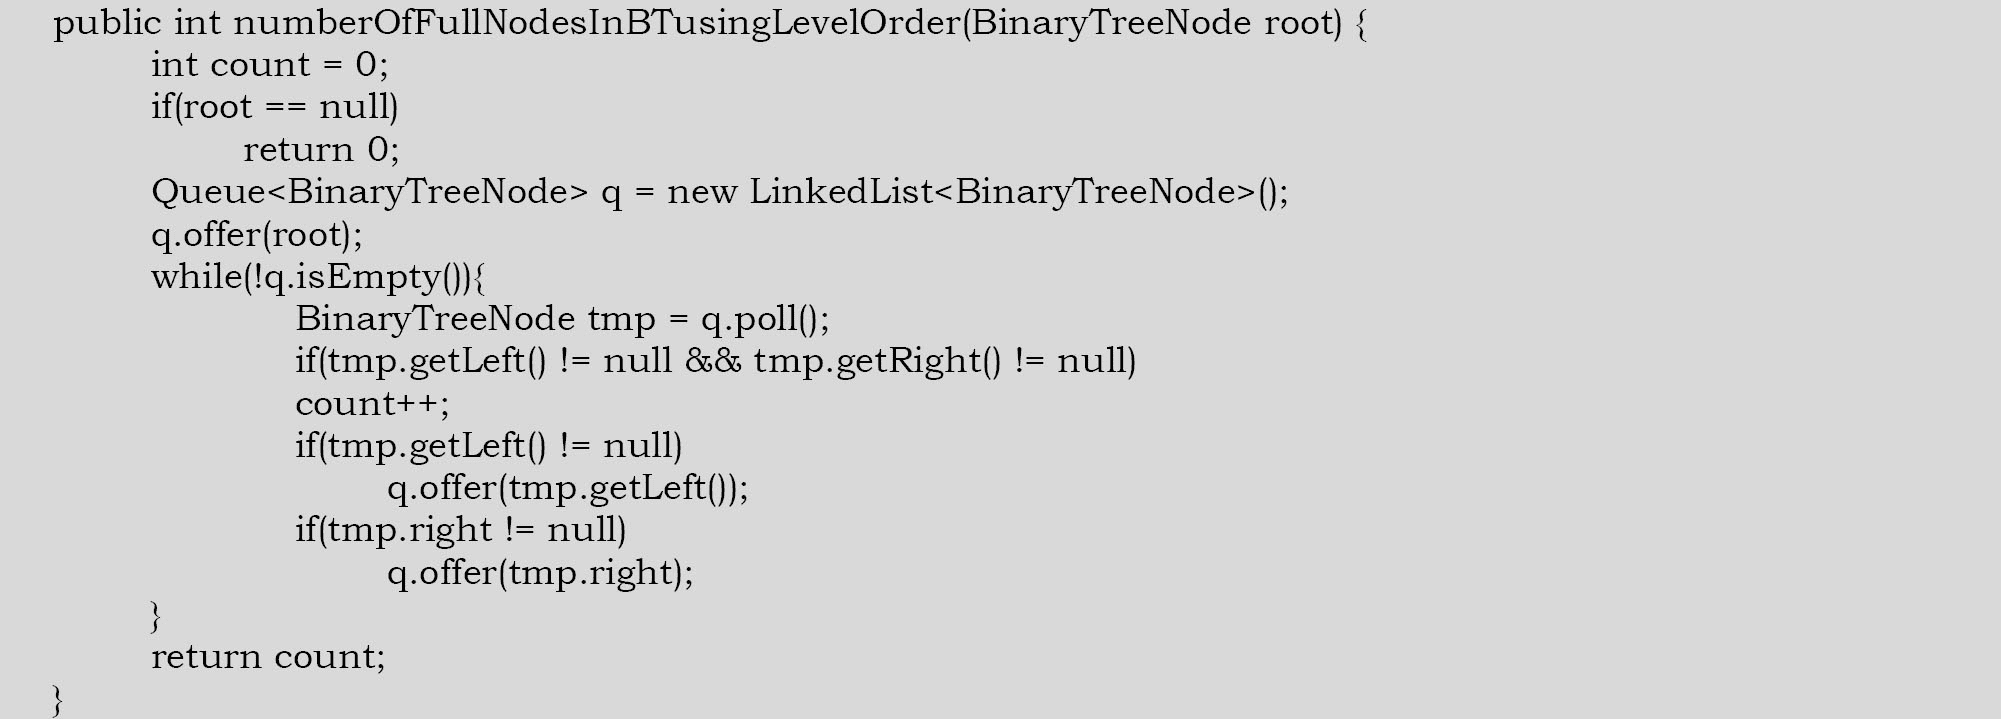 public int numberOfFullNodesInBTusingLevelOrder(BinaryTreeNode root) {
int count = 0;
if(root == null)
return 0;
Queue<BinaryTreeNode> q = new LinkedList<BinaryTreeNode>();
q.offer(root);
while(!q.isEmpty()){
BinaryTreeNode tmp = q.poll();
if(tmp.getLeft() != null && tmp.getRight() != null)
count++;
if(tmp.getLeft() != null)
q.offer(tmp.getLeft());
if(tmp.right != null)
q.offer(tmp.right);
}
return count;
}